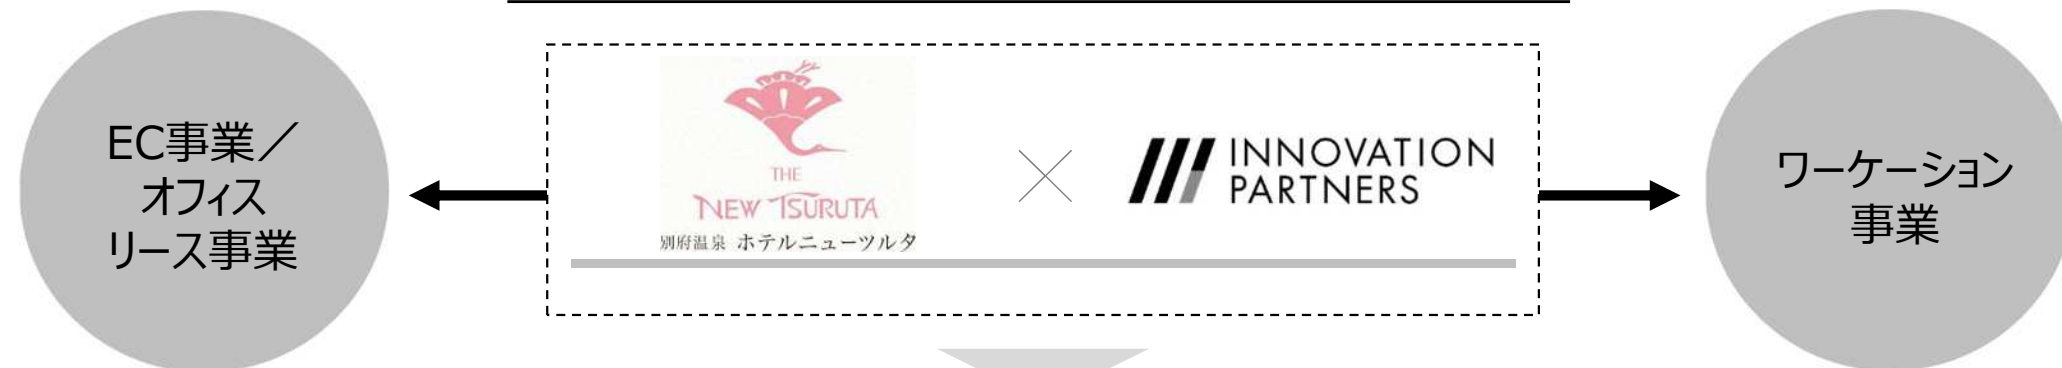 EC事業／
オフィス
リース事業
THE
NEW TSURUTA
別府温泉 ホテルニューツルタ
×
INNOVATION
PARTNERS
ワーケーション
事業